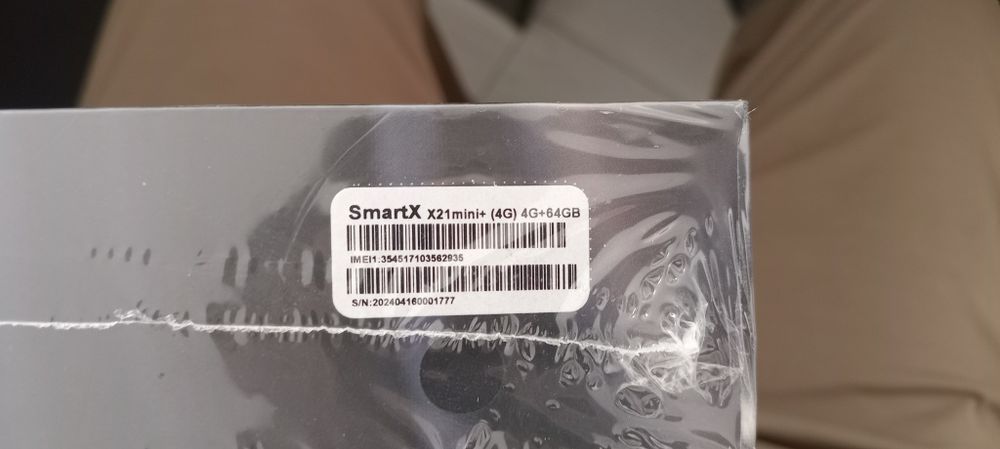 SmartX X21mini+ (4G) 4G+64GB
IMEI1:354517103562935
S/N:202404160001777